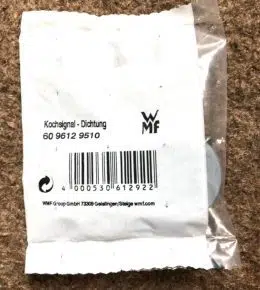 Kochsignal - Dichtung
60 9612 9510
WMF
4 000530 612922
WMF Group GmbH 73309 Geislingen/Steige wmf.com